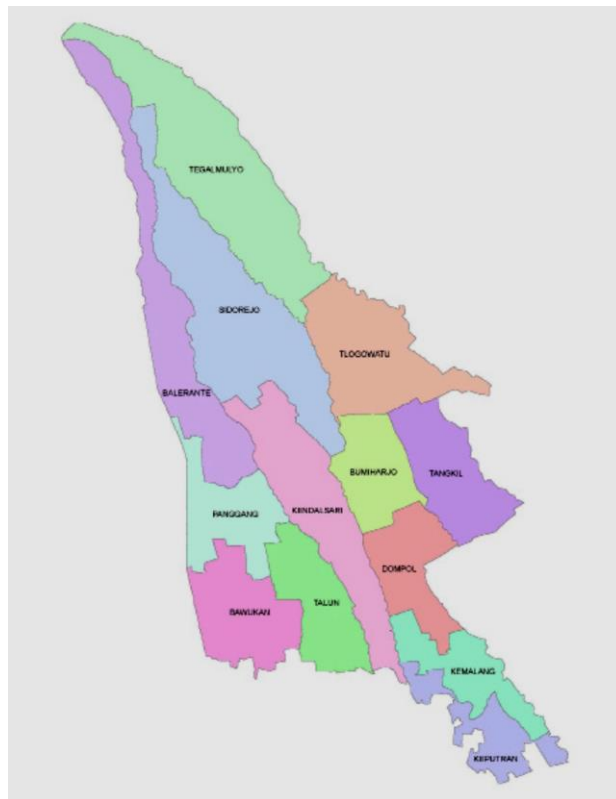 TEGALMULYO
SIDOREJO
TLOGOWATU
BALERANTE
BUMIHARJO
TANGKIL
PANGGANG
KENDALSARI
DOMPOL
TALUN
BAWUKAN
KEMALANG
KEPUTRAN